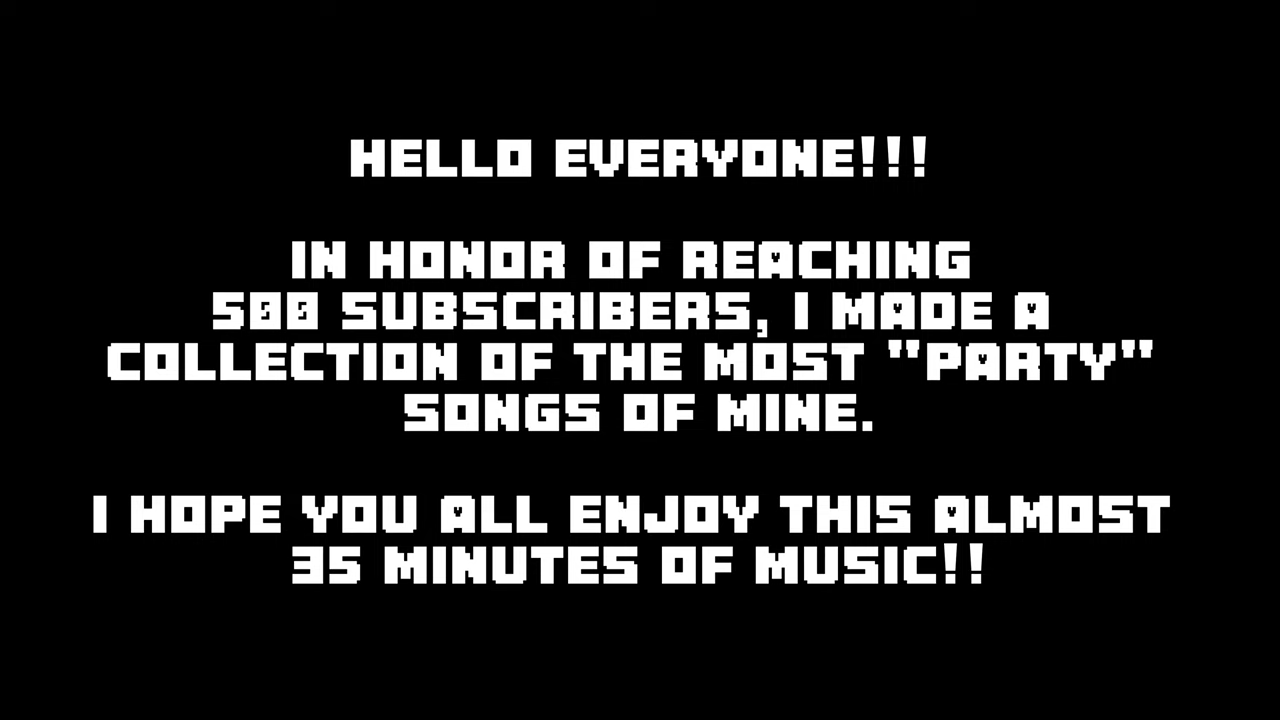 HELLO EVERYONE!!!
IN HONOR OF REACHING
500 SUBSCRIBERS, I MADE A
COLLECTION OF THE MOST "PARTY"
SONGS OF MINE.
I HOPE YOU ALL ENJOY THIS ALMOST
35 MINUTES OF MUSIC!!